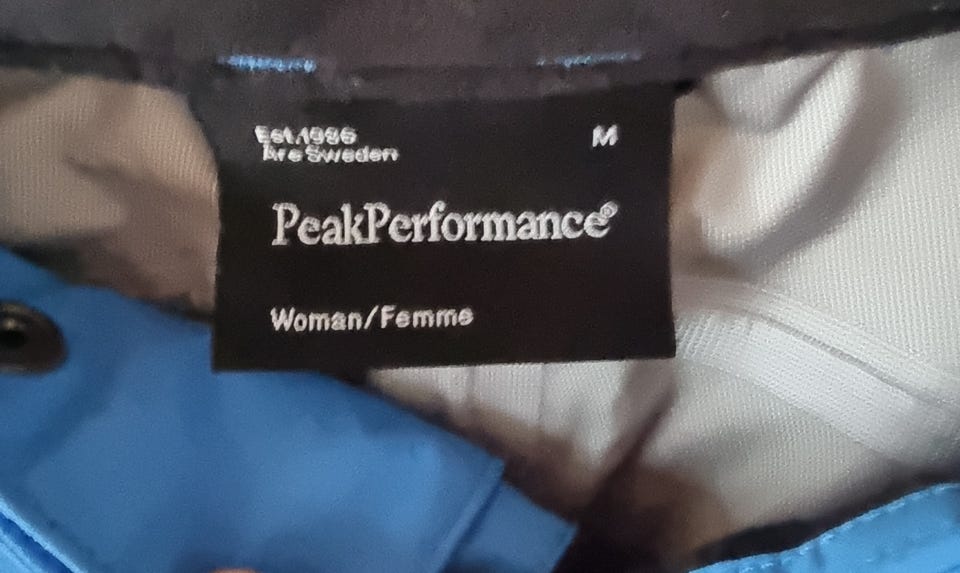 Est.1986 M
Åre Sweden
PeakPerformance®
Woman/Femme